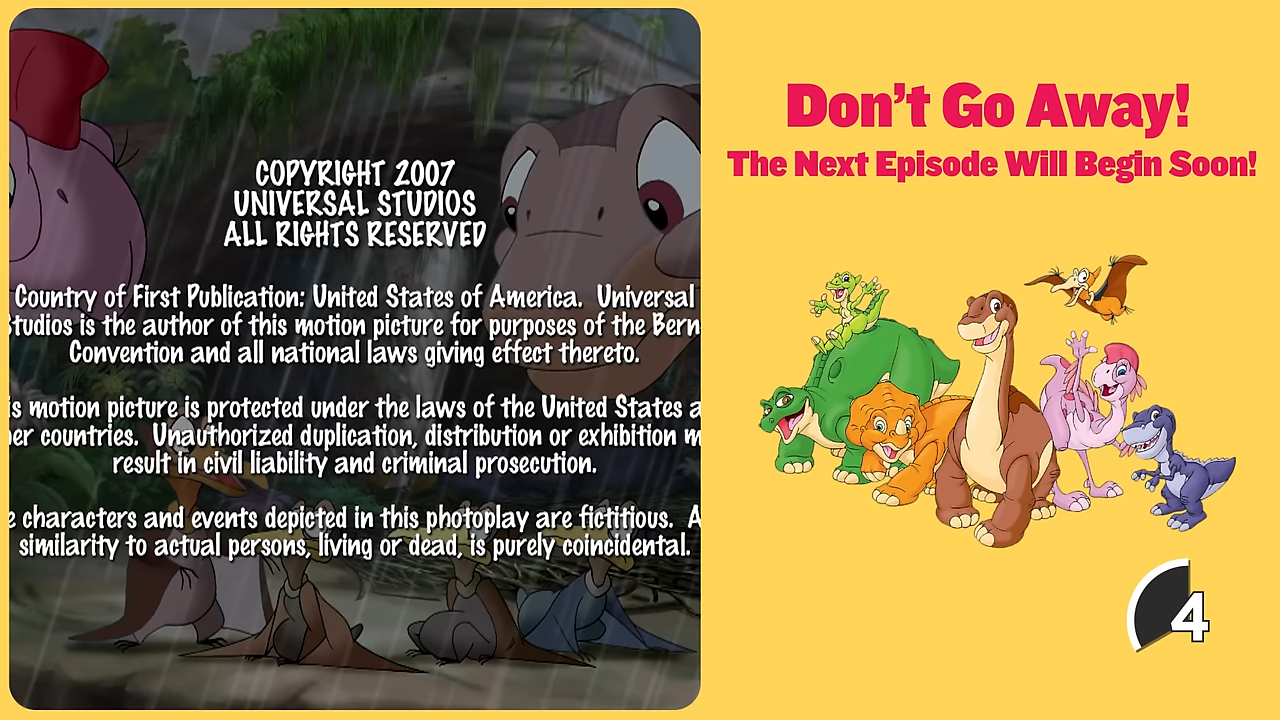 COPYRIGHT 2007
UNIVERSAL STUDIOS
ALL RIGHTS RESERVED
Country of First Publication: United States of America. Universal
Studios is the author of this motion picture for purposes of the Bern
Convention and all national laws giving effect thereto.
is motion picture is protected under the laws of the United States a
er countries. Unauthorized duplication, distribution or exhibition m
result in civil liability and criminal prosecution.
e characters and events depicted in this photoplay are fictitious. A
similarity to actual persons, living or dead, is purely coincidental.
Don't Go Away!
The Next Episode Will Begin Soon!
4